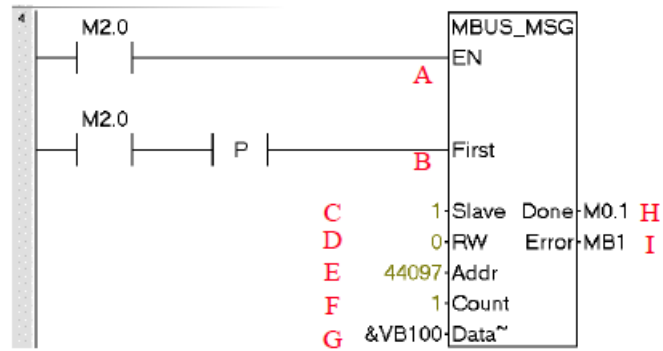 4
M2.0 MBUS_MSG
A EN
M2.0
P B First
C 1 Slave Done M0.1 H
D 0 RW Error MB1 I
E 44097 Addr
F 1 Count
G &VB100 Data~